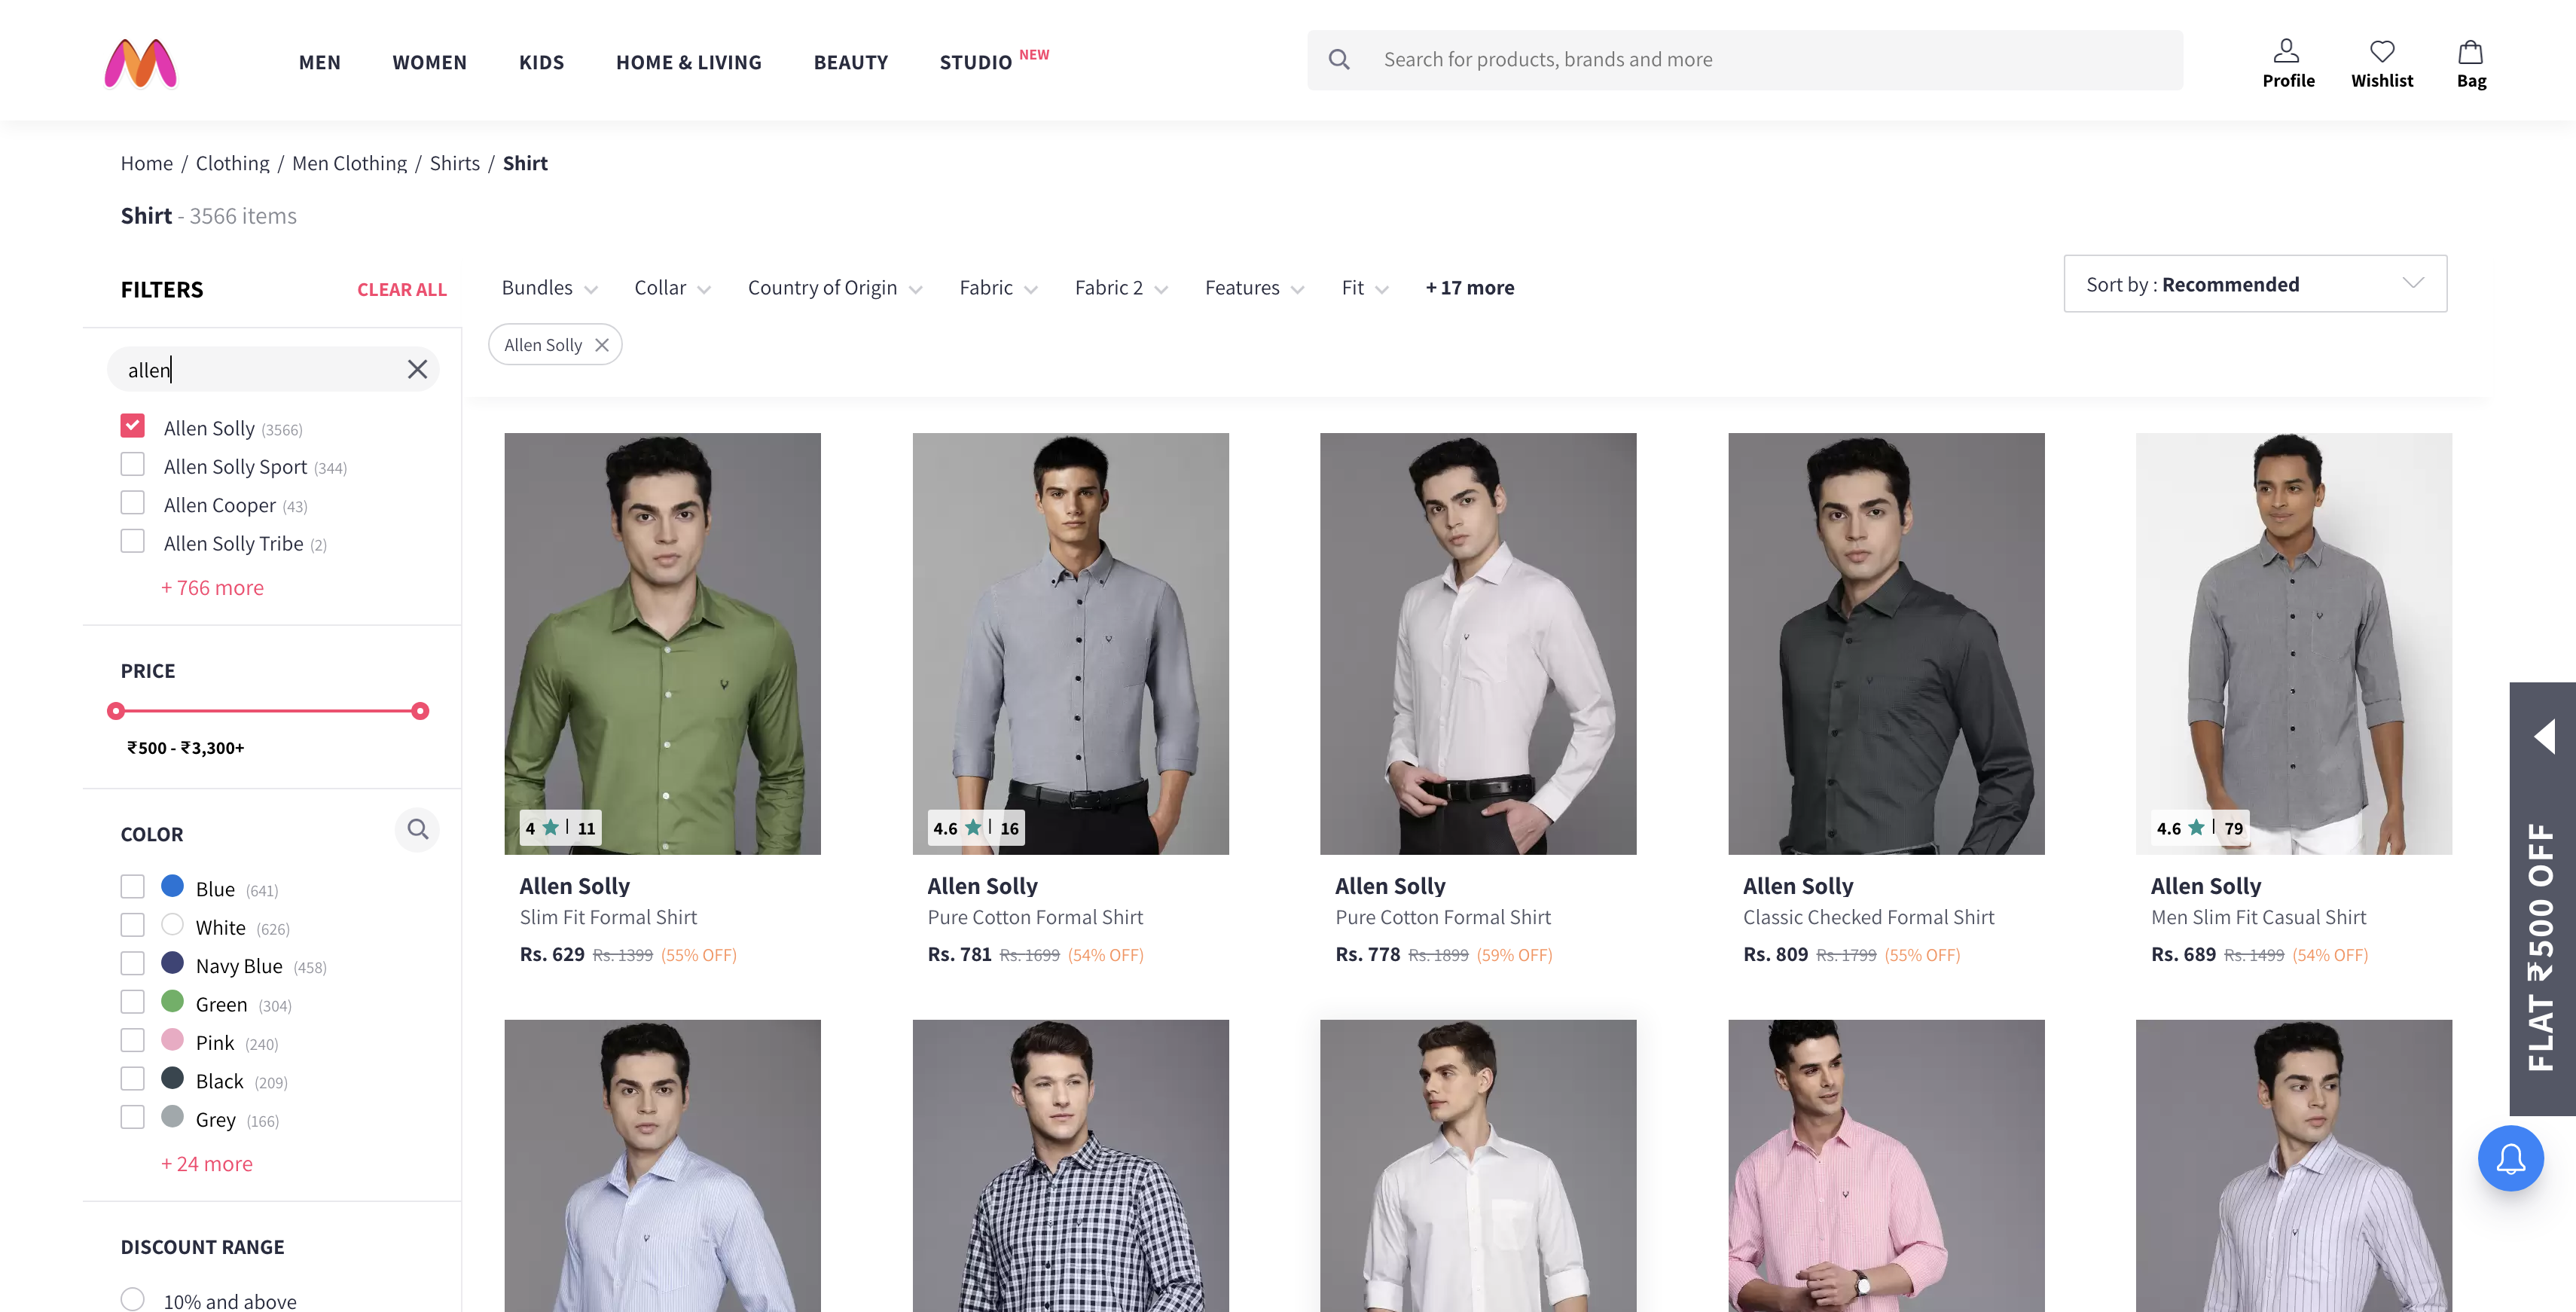 MEN WOMEN KIDS HOME & LIVING BEAUTY STUDIO NEW
Search for products, brands and more
Profile Wishlist Bag
Home / Clothing / Men Clothing / Shirts / Shirt
Shirt - 3566 items
FILTERS CLEAR ALL
Bundles Collar Country of Origin Fabric Fabric 2 Features Fit + 17 more
Sort by : Recommended
Allen Solly
allen
Allen Solly (3566)
Allen Solly Sport (344)
Allen Cooper (43)
Allen Solly Tribe (2)
+ 766 more
PRICE
₹500 - ₹3,300+
COLOR
Blue (641)
White (626)
Navy Blue (458)
Green (304)
Pink (240)
Black (209)
Grey (166)
+ 24 more
DISCOUNT RANGE
10% and above
4 | 11
Allen Solly
Slim Fit Formal Shirt
Rs. 629 Rs. 1399 (55% OFF)
4.6 | 16
Allen Solly
Pure Cotton Formal Shirt
Rs. 781 Rs. 1699 (54% OFF)
Allen Solly
Pure Cotton Formal Shirt
Rs. 778 Rs. 1899 (59% OFF)
Allen Solly
Classic Checked Formal Shirt
Rs. 809 Rs. 1799 (55% OFF)
4.6 | 79
Allen Solly
Men Slim Fit Casual Shirt
Rs. 689 Rs. 1499 (54% OFF)
FLAT ₹500 OFF